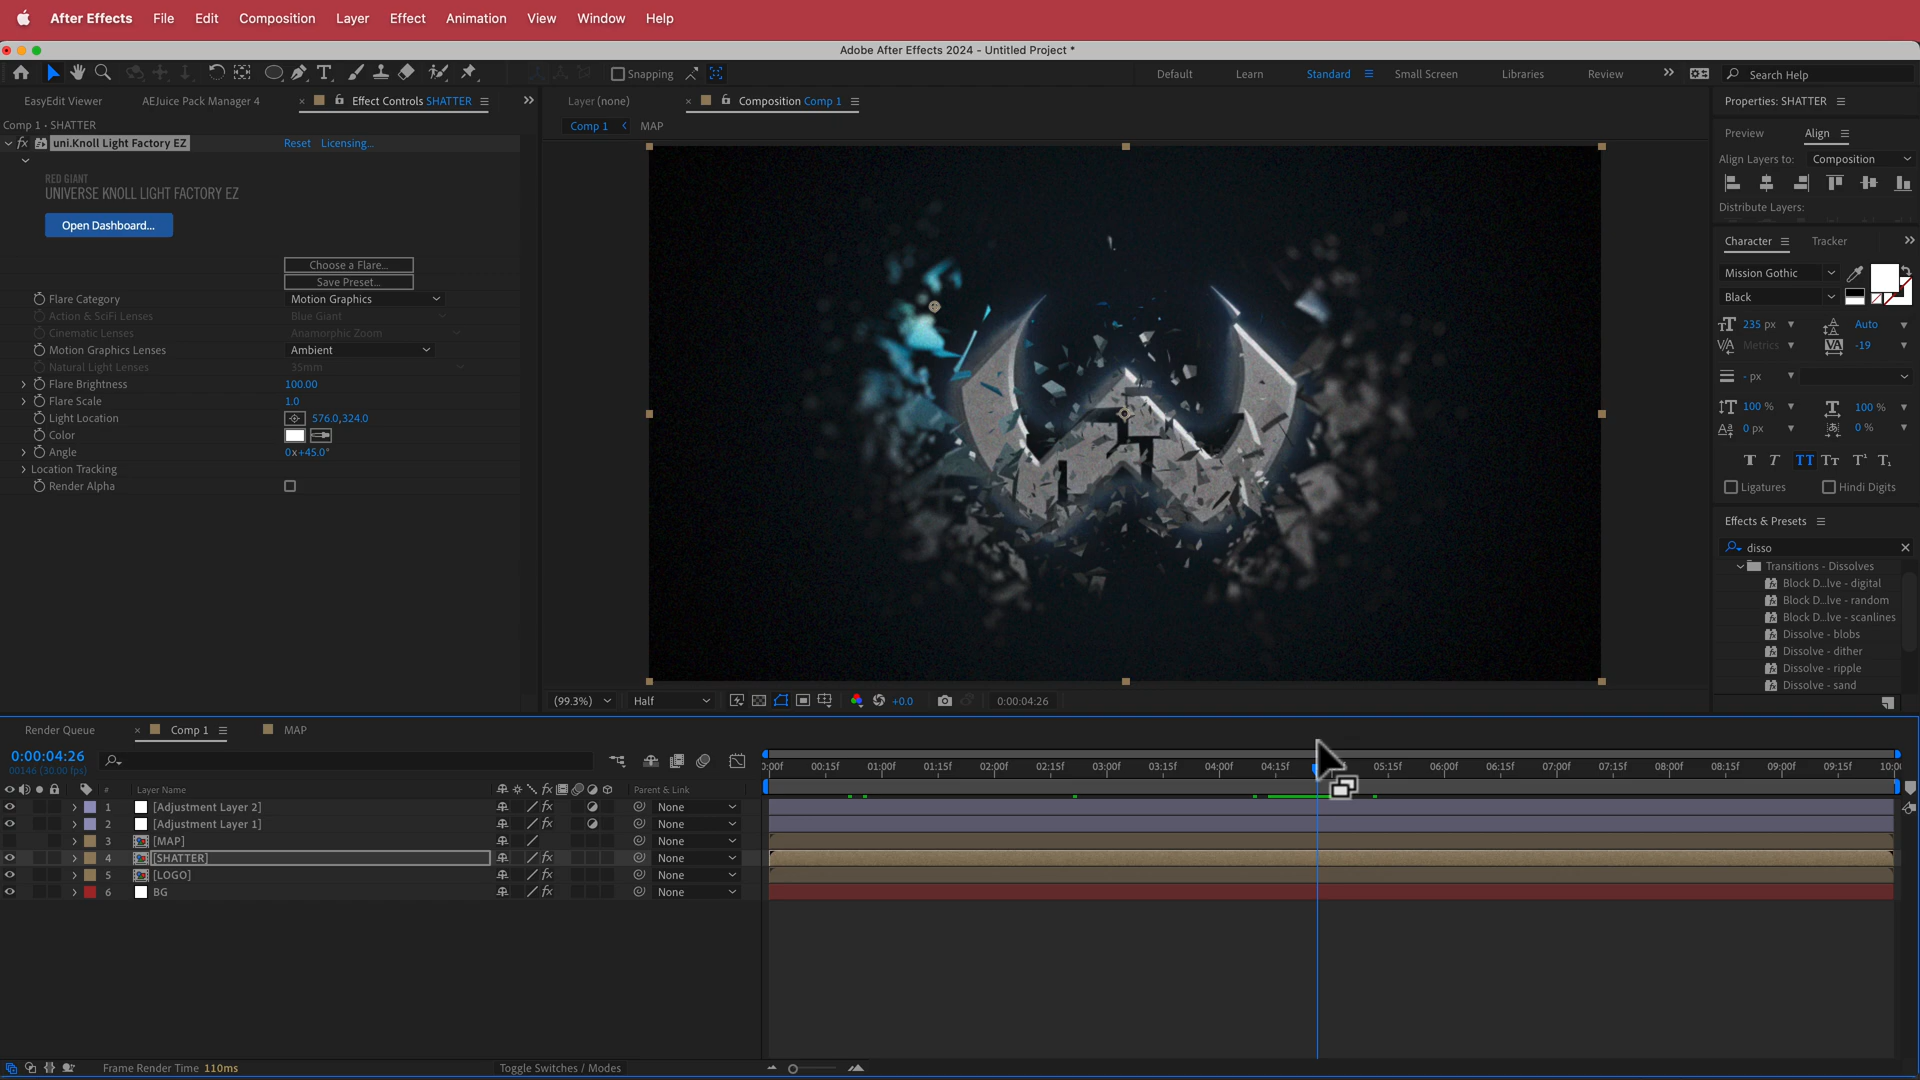 After Effects File Edit Composition Layer Effect Animation View Window Help
Adobe After Effects 2024 - Untitled Project *
Snapping Default Learn Standard Small Screen Libraries Review Search Help
EasyEdit Viewer AEJuice Pack Manager 4 Effect Controls SHATTER
Comp 1 • SHATTER
uni.Knoll Light Factory EZ Reset Licensing...
RED GIANT
UNIVERSE KNOLL LIGHT FACTORY EZ
Open Dashboard...
Choose a Flare...
Save Preset...
Flare Category Motion Graphics
Action & SciFi Lenses Blue Giant
Cinematic Lenses Anamorphic Zoom
Motion Graphics Lenses Ambient
Natural Light Lenses 35mm
Flare Brightness 100.00
Flare Scale 1.0
Light Location 576.0,324.0
Color
Angle 0x+45.0°
Location Tracking
Render Alpha
Layer (none) Composition Comp 1
Comp 1 MAP
(99.3%) Half +0.0 0:00:04:26
Properties: SHATTER
Preview Align
Align Layers to: Composition
Distribute Layers:
Character Tracker
Mission Gothic
Black
235 px Auto
Metrics -19
- px
100 % 100 %
0 px 0 %
Ligatures Hindi Digits
Effects & Presets
disso
Transitions - Dissolves
Block D...lve - digital
Block D...lve - random
Block D...lve - scanlines
Dissolve - blobs
Dissolve - dither
Dissolve - ripple
Dissolve - sand
Render Queue Comp 1 MAP
0:00:04:26
00146 (30.00 fps)
):00f 00:15f 01:00f 01:15f 02:00f 02:15f 03:00f 03:15f 04:00f 04:15f 05:15f 06:00f 06:15f 07:00f 07:15f 08:00f 08:15f 09:00f 09:15f 10:0(
# Layer Name Parent & Link
1 [Adjustment Layer 2] None
2 [Adjustment Layer 1] None
3 [MAP] None
4 [SHATTER] None
5 [LOGO] None
6 BG None
Frame Render Time 110ms Toggle Switches / Modes